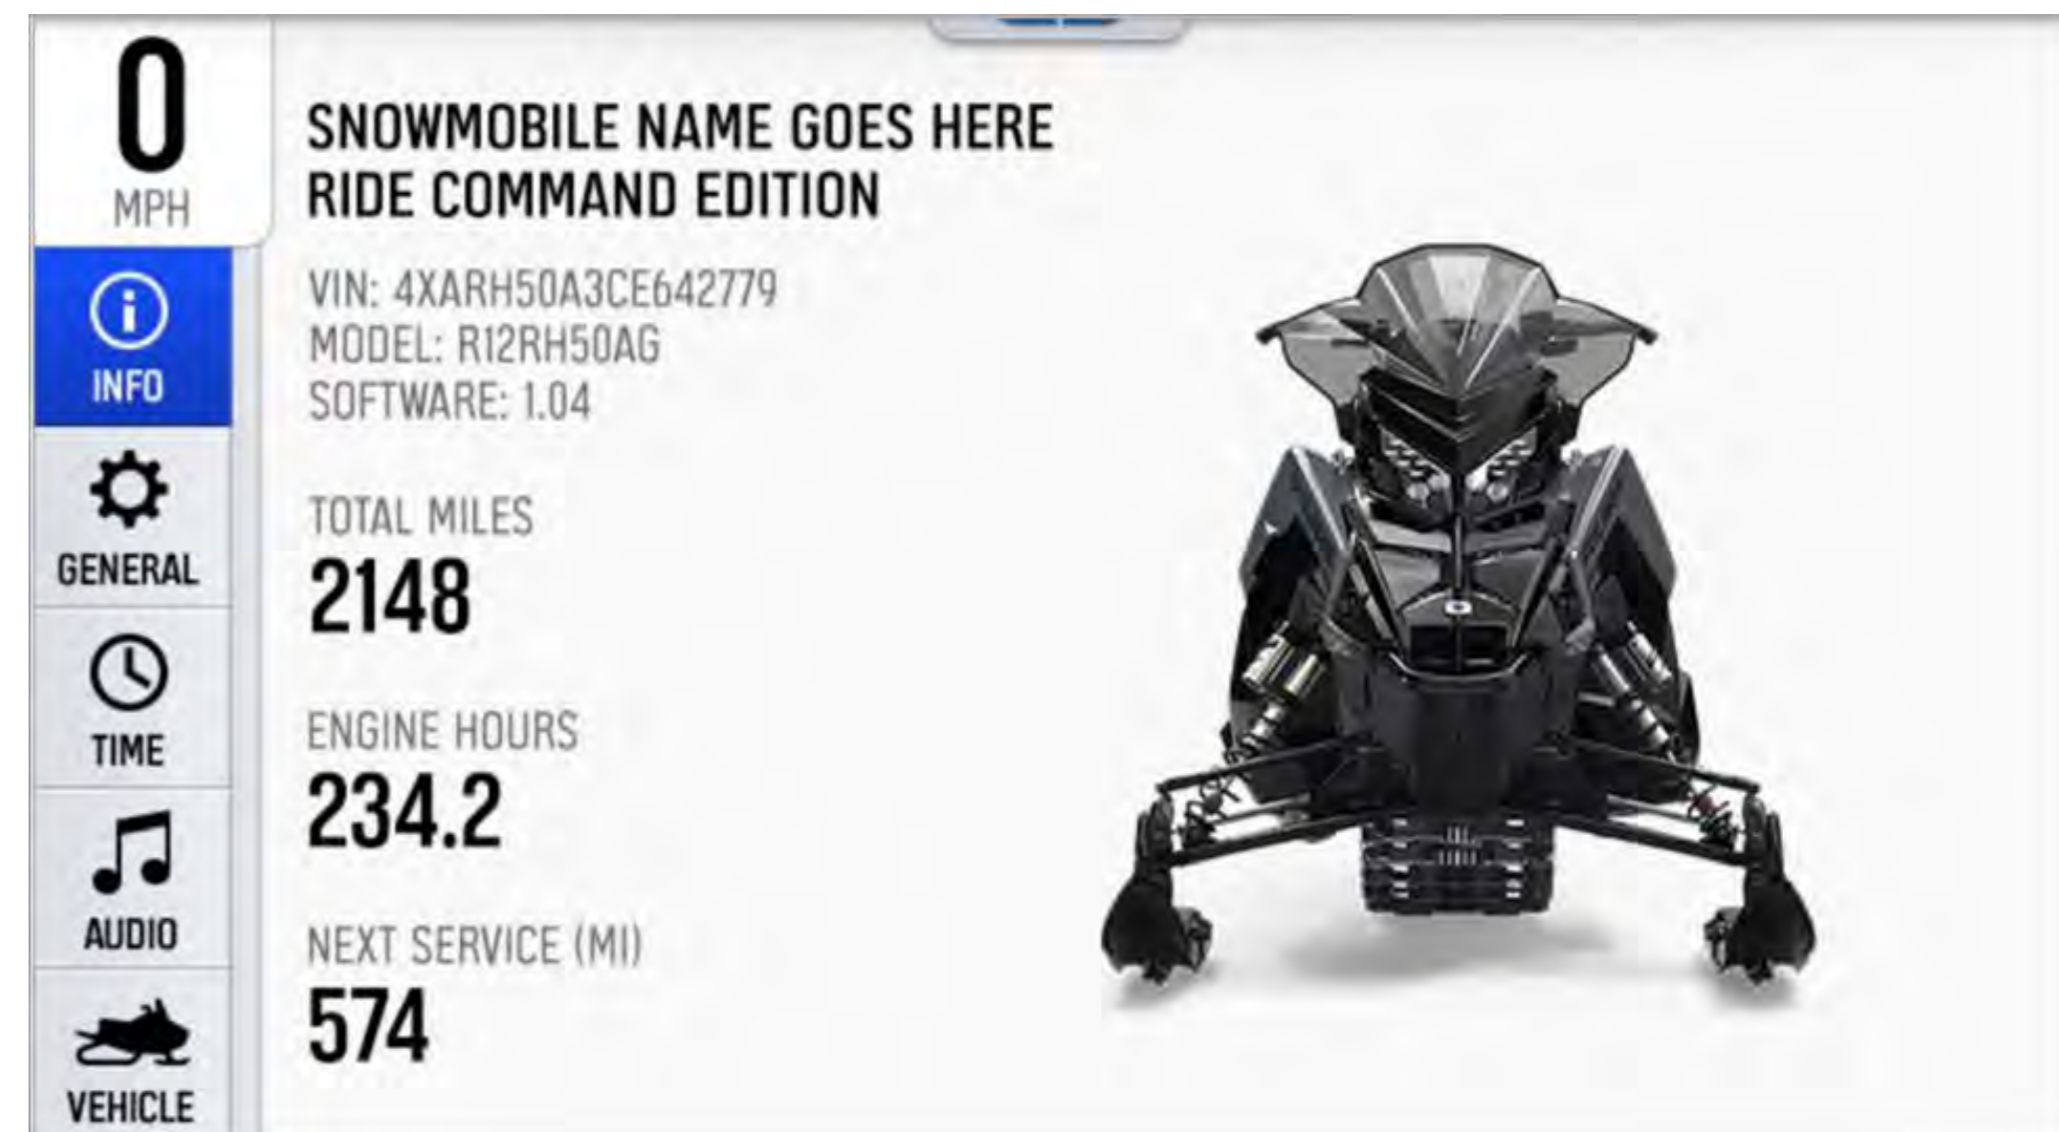 0
MPH
INFO
GENERAL
TIME
AUDIO
VEHICLE
SNOWMOBILE NAME GOES HERE
RIDE COMMAND EDITION
VIN: 4XARH50A3CE642779
MODEL: R12RH50AG
SOFTWARE: 1.04
TOTAL MILES
2148
ENGINE HOURS
234.2
NEXT SERVICE (MI)
574